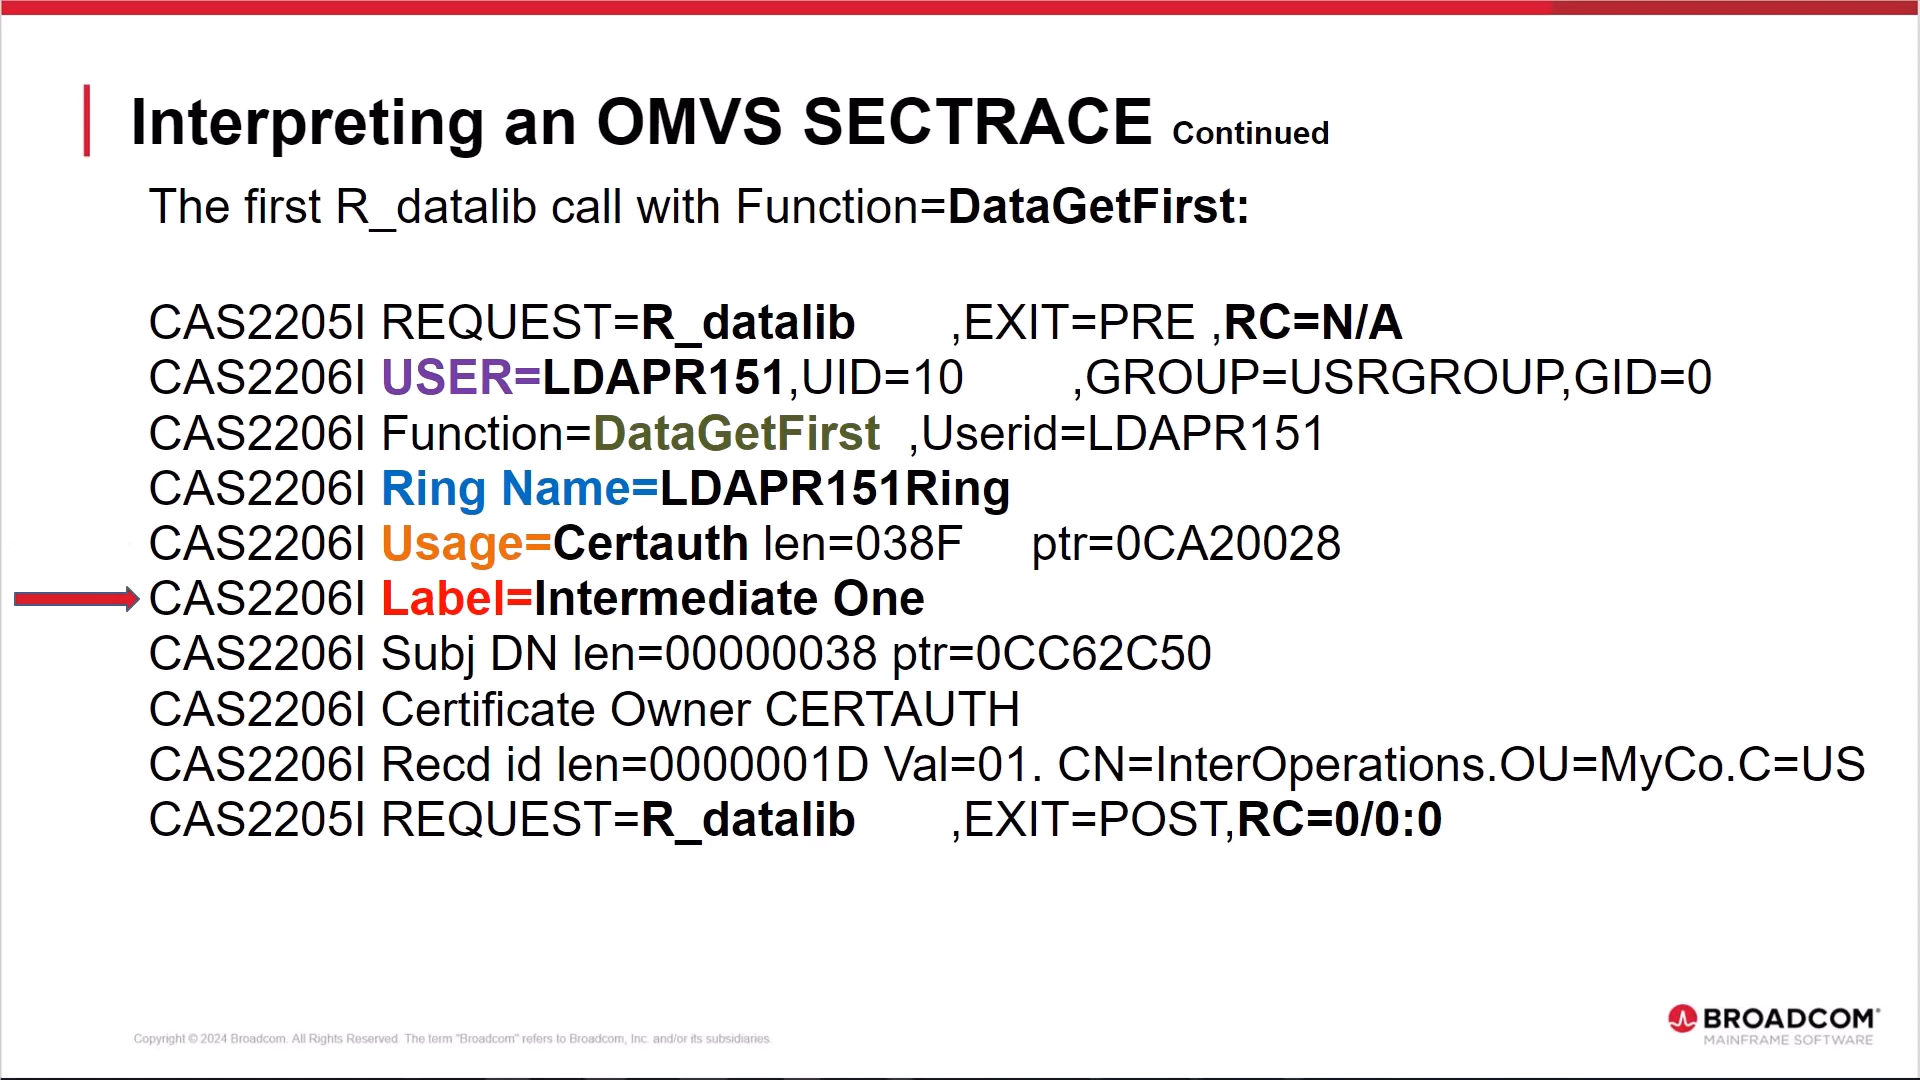 Interpreting an OMVS SECTRACE Continued
The first R_datalib call with Function=DataGetFirst:
CAS2205I REQUEST=R_datalib ,EXIT=PRE ,RC=N/A
CAS2206I USER=LDAPR151,UID=10 ,GROUP=USRGROUP,GID=0
CAS2206I Function=DataGetFirst ,Userid=LDAPR151
CAS2206I Ring Name=LDAPR151Ring
CAS2206I Usage=Certauth len=038F ptr=0CA20028
CAS2206I Label=Intermediate One
CAS2206I Subj DN len=00000038 ptr=0CC62C50
CAS2206I Certificate Owner CERTAUTH
CAS2206I Recd id len=0000001D Val=01. CN=InterOperations.OU=MyCo.C=US
CAS2205I REQUEST=R_datalib ,EXIT=POST,RC=0/0:0
Copyright © 2024 Broadcom. All Rights Reserved. The term "Broadcom" refers to Broadcom, Inc. and/or its subsidiaries.
BROADCOM
MAINFRAME SOFTWARE